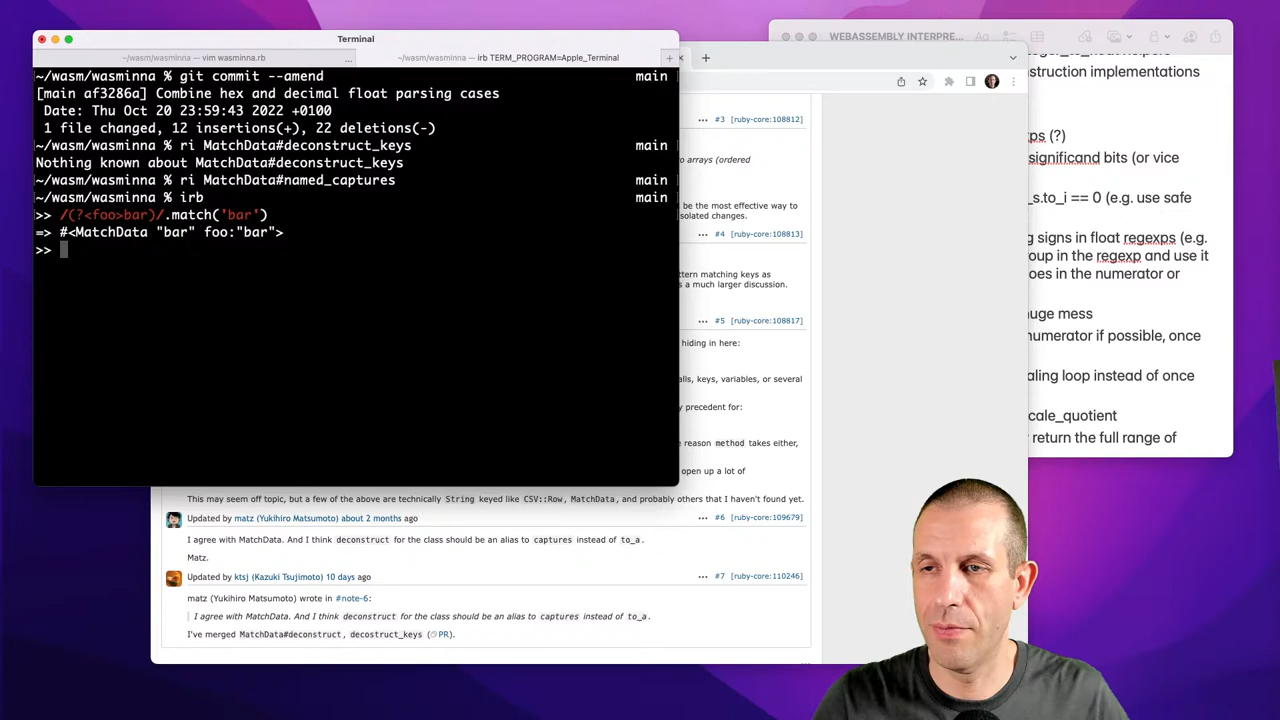 Terminal
~/wasm/wasminna — vim wasminna.rb
...
~/wasm/wasminna — irb TERM_PROGRAM=Apple_Terminal
+
~/wasm/wasminna % git commit --amend main
[main af3286a] Combine hex and decimal float parsing cases
Date: Thu Oct 20 23:59:43 2022 +0100
1 file changed, 12 insertions(+), 22 deletions(-)
~/wasm/wasminna % ri MatchData#deconstruct_keys main
Nothing known about MatchData#deconstruct_keys
~/wasm/wasminna % ri MatchData#named_captures main
~/wasm/wasminna % irb main
>> /(?<foo>bar)/.match('bar')
=> #<MatchData "bar" foo:"bar">
>>
#3 [ruby-core:108812]
to arrays (ordered
be the most effective way to
isolated changes.
#4 [ruby-core:108813]
ttern matching keys as
s a much larger discussion.
#5 [ruby-core:108817]
hiding in here:
alls, keys, variables, or several
y precedent for:
e reason method takes either,
open up a lot of
This may seem off topic, but a few of the above are technically String keyed like CSV::Row, MatchData, and probably others that I haven't found yet.
Updated by matz (Yukihiro Matsumoto) about 2 months ago
#6 [ruby-core:109679]
I agree with MatchData. And I think deconstruct for the class should be an alias to captures instead of to_a.
Matz.
Updated by ktsj (Kazuki Tsujimoto) 10 days ago
#7 [ruby-core:110246]
matz (Yukihiro Matsumoto) wrote in #note-6:
I agree with MatchData. And I think deconstruct for the class should be an alias to captures instead of to_a.
I've merged MatchData#deconstruct, decostruct_keys (PR).
WEBASSEMBLY INTERPRE...
struction implementations
xps (?)
significand bits (or vice
_s.to_i == 0 (e.g. use safe
g signs in float regexps (e.g.
oup in the regexp and use it
oes in the numerator or
huge mess
numerator if possible, once
aling loop instead of once
cale_quotient
return the full range of